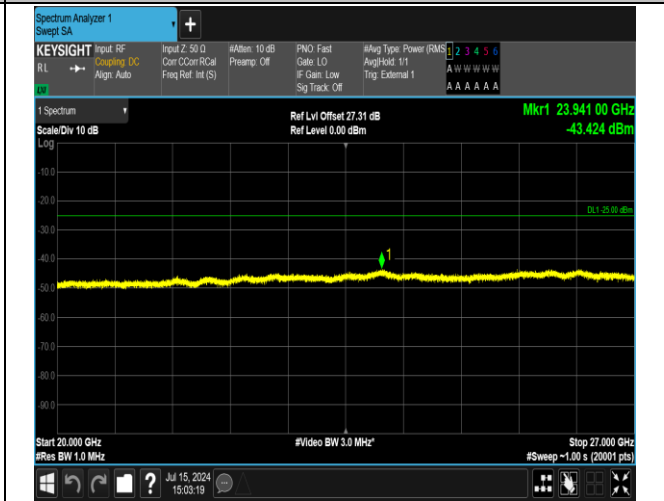 Spectrum Analyzer 1
Swept SA
KEYSIGHT
RL
Input: RF
Coupling: DC
Align: Auto
Input Z: 50 Ω
Corr CCorr RCal
Freq Ref: Int (S)
#Atten: 10 dB
Preamp: Off
PNO: Fast
Gate: LO
IF Gain: Low
Sig Track: Off
#Avg Type: Power (RMS
Avg|Hold: 1/1
Trig: External 1
1 2 3 4 5 6
A W W W W W
A A A A A A
1 Spectrum
Scale/Div 10 dB
Log
Ref Lvl Offset 27.31 dB
Ref Level 0.00 dBm
Mkr1 23.941 00 GHz
-43.424 dBm
-10.0
-20.0
DL1 -25.00 dBm
-30.0
-40.0
1
-50.0
-60.0
-70.0
-80.0
-90.0
Start 20.000 GHz
#Res BW 1.0 MHz
#Video BW 3.0 MHz*
Stop 27.000 GHz
#Sweep ~1.00 s (20001 pts)
?
Jul 15, 2024
15:03:19